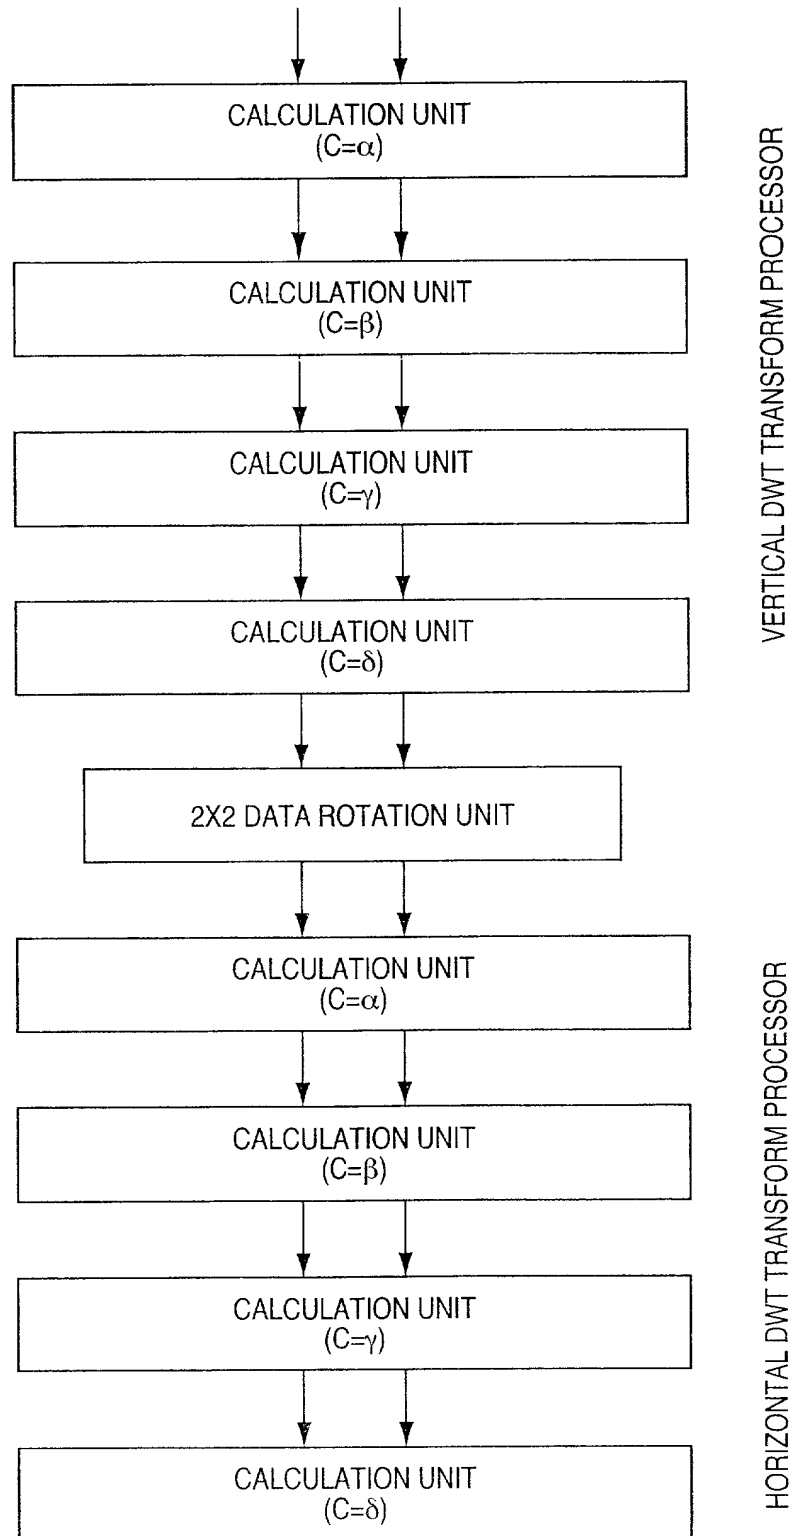 CALCULATION UNIT
(C=α)
CALCULATION UNIT
(C=β)
CALCULATION UNIT
(C=γ)
CALCULATION UNIT
(C=δ)
VERTICAL DWT TRANSFORM PROCESSOR
2X2 DATA ROTATION UNIT
CALCULATION UNIT
(C=α)
CALCULATION UNIT
(C=β)
CALCULATION UNIT
(C=γ)
CALCULATION UNIT
(C=δ)
HORIZONTAL DWT TRANSFORM PROCESSOR